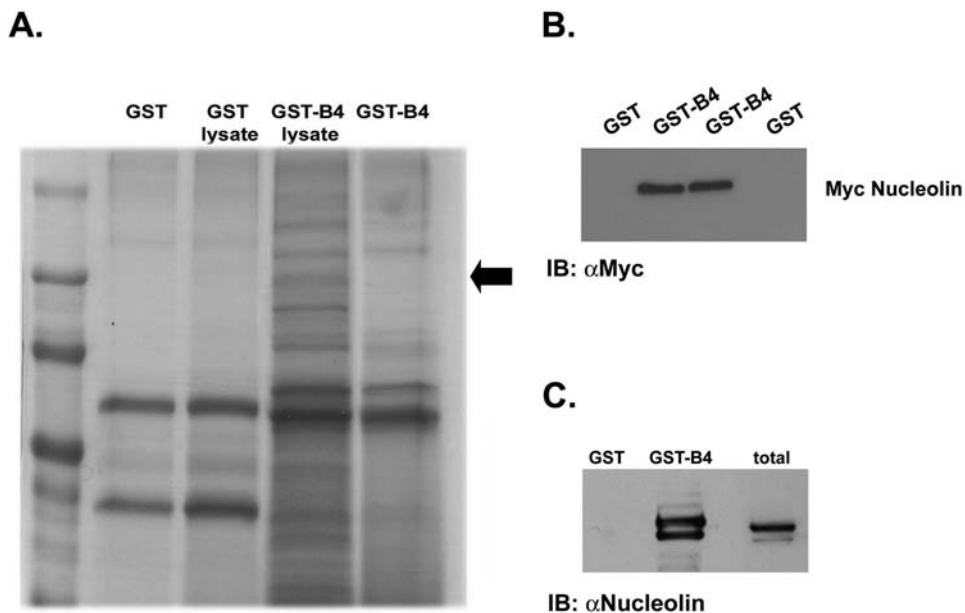 A.
GST
GST
lysate
GST-B4
lysate
GST-B4
B.
GST
GST-B4
GST-B4
GST
Myc Nucleolin
IB: αMyc
C.
GST
GST-B4
total
IB: αNucleolin